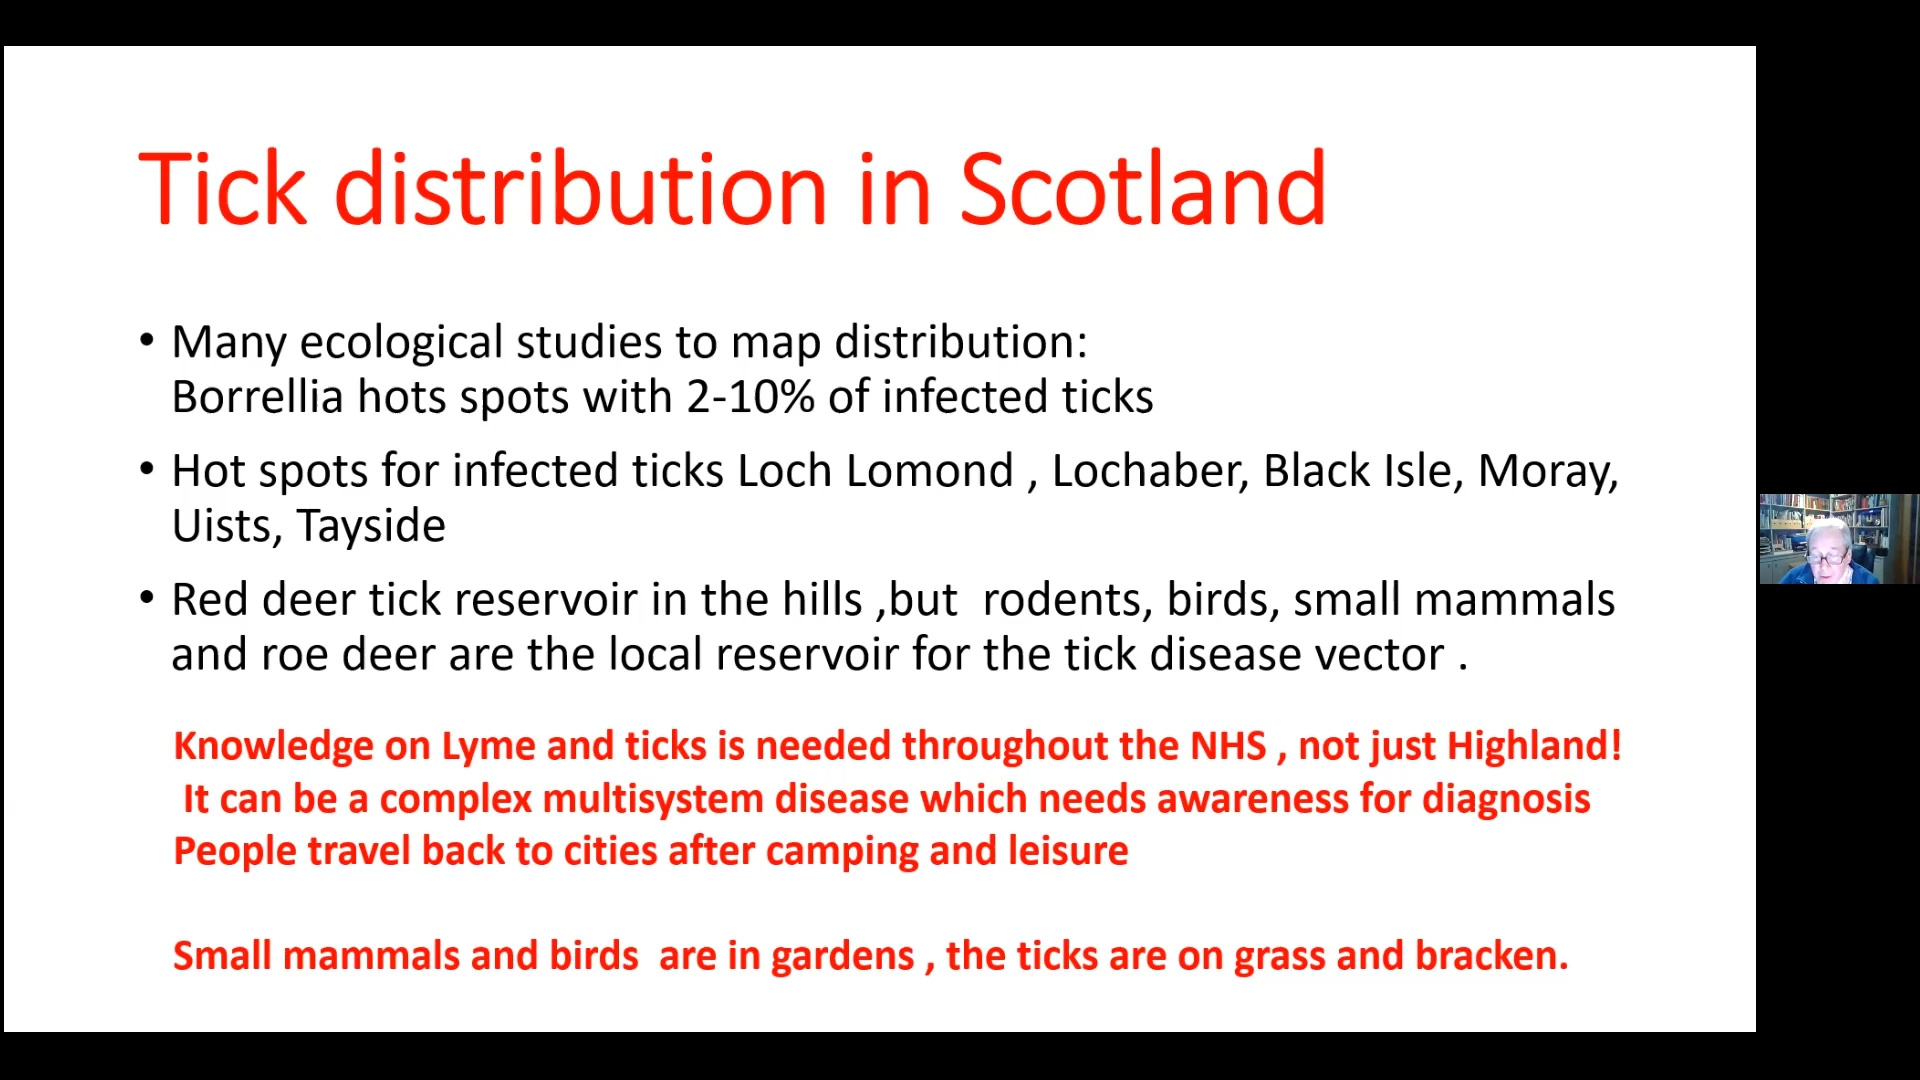 Tick distribution in Scotland
• Many ecological studies to map distribution:
Borrellia hots spots with 2-10% of infected ticks
• Hot spots for infected ticks Loch Lomond , Lochaber, Black Isle, Moray,
Uists, Tayside
• Red deer tick reservoir in the hills ,but  rodents, birds, small mammals
and roe deer are the local reservoir for the tick disease vector .
Knowledge on Lyme and ticks is needed throughout the NHS , not just Highland!
It can be a complex multisystem disease which needs awareness for diagnosis
People travel back to cities after camping and leisure
Small mammals and birds  are in gardens , the ticks are on grass and bracken.